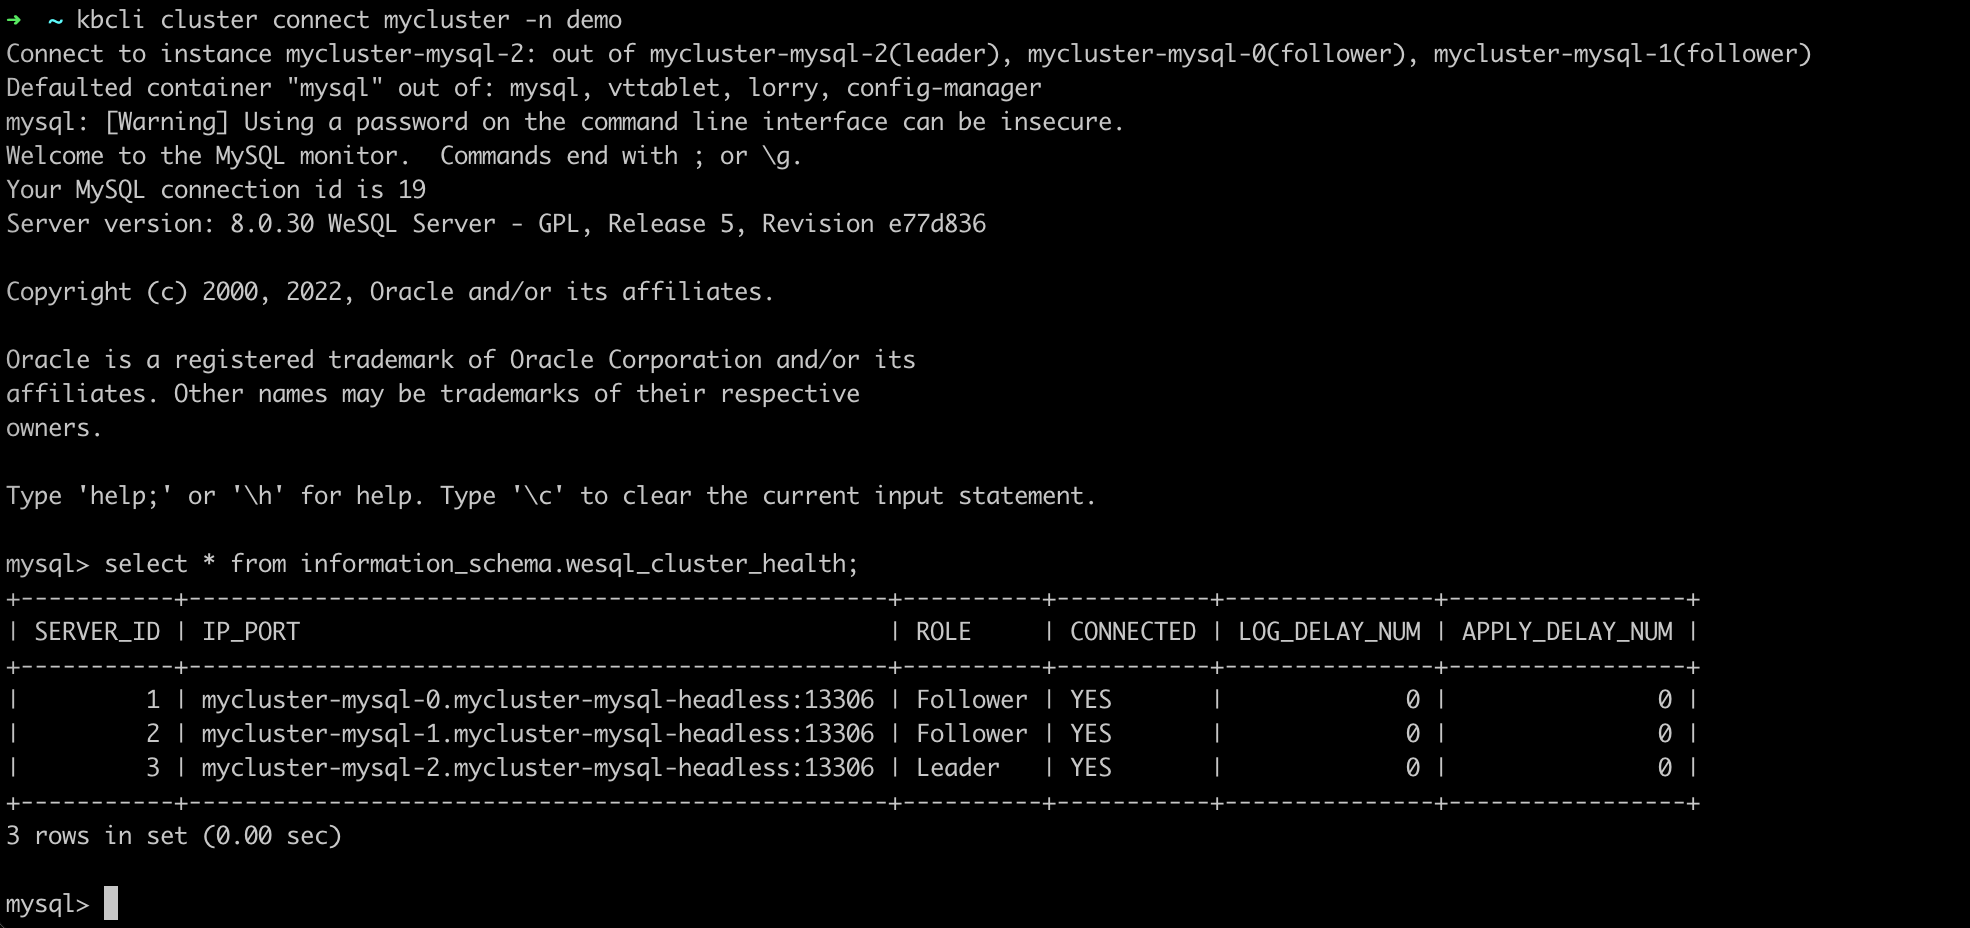 ➜  ~ kbcli cluster connect mycluster -n demo
Connect to instance mycluster-mysql-2: out of mycluster-mysql-2(leader), mycluster-mysql-0(follower), mycluster-mysql-1(follower)
Defaulted container "mysql" out of: mysql, vttablet, lorry, config-manager
mysql: [Warning] Using a password on the command line interface can be insecure.
Welcome to the MySQL monitor.  Commands end with ; or \g.
Your MySQL connection id is 19
Server version: 8.0.30 WeSQL Server - GPL, Release 5, Revision e77d836

Copyright (c) 2000, 2022, Oracle and/or its affiliates.

Oracle is a registered trademark of Oracle Corporation and/or its
affiliates. Other names may be trademarks of their respective
owners.

Type 'help;' or '\h' for help. Type '\c' to clear the current input statement.

mysql> select * from information_schema.wesql_cluster_health;
+-----------+--------------------------------------------------+----------+-----------+---------------+-----------------+
| SERVER_ID | IP_PORT                                          | ROLE     | CONNECTED | LOG_DELAY_NUM | APPLY_DELAY_NUM |
+-----------+--------------------------------------------------+----------+-----------+---------------+-----------------+
|         1 | mycluster-mysql-0.mycluster-mysql-headless:13306 | Follower | YES       |             0 |               0 |
|         2 | mycluster-mysql-1.mycluster-mysql-headless:13306 | Follower | YES       |             0 |               0 |
|         3 | mycluster-mysql-2.mycluster-mysql-headless:13306 | Leader   | YES       |             0 |               0 |
+-----------+--------------------------------------------------+----------+-----------+---------------+-----------------+
3 rows in set (0.00 sec)

mysql>